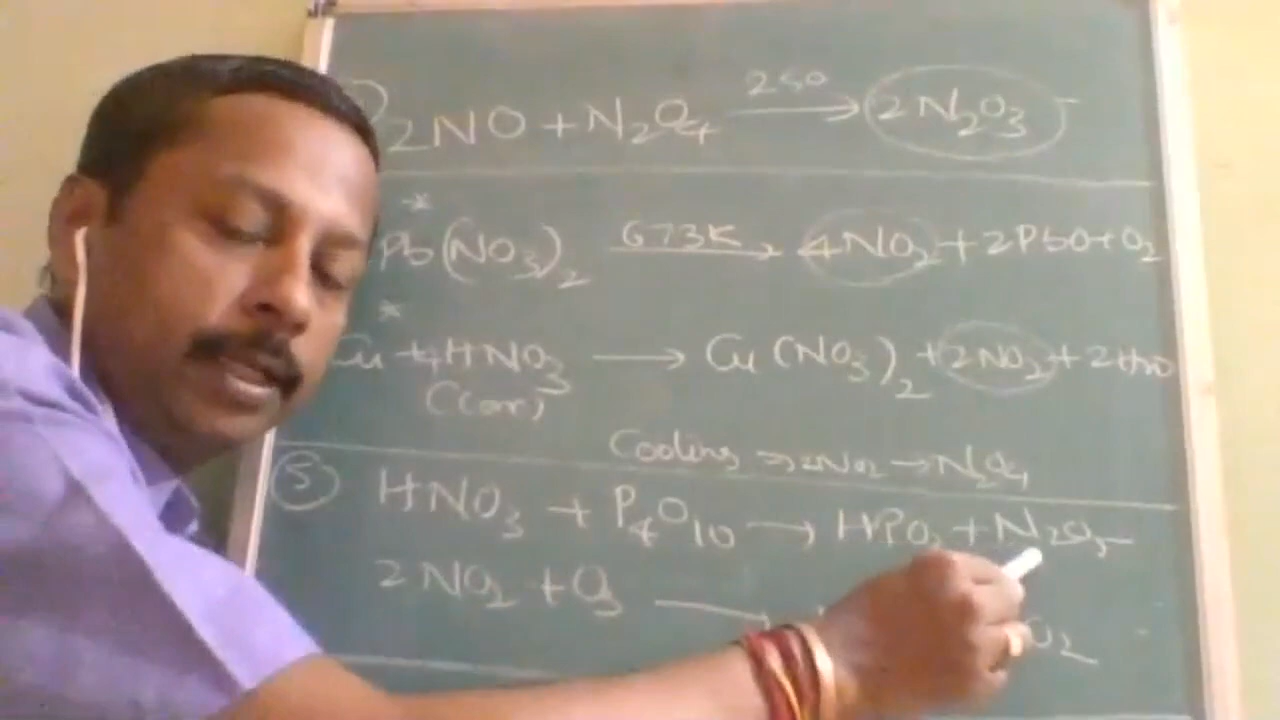 2NO + N₂O₄ —250→ 2N₂O₃
*
Pb(NO₃)₂ —673K→ 4NO₂ + 2PbO + O₂
*
Cu + 4HNO₃ → Cu(NO₃)₂ + 2NO₂ + 2H₂O
Cooling → 2NO₂ → N₂O₄
5 HNO₃ + P₄O₁₀ → HPO₃ + N₂O₅
2NO₂ + O₃ → O₂